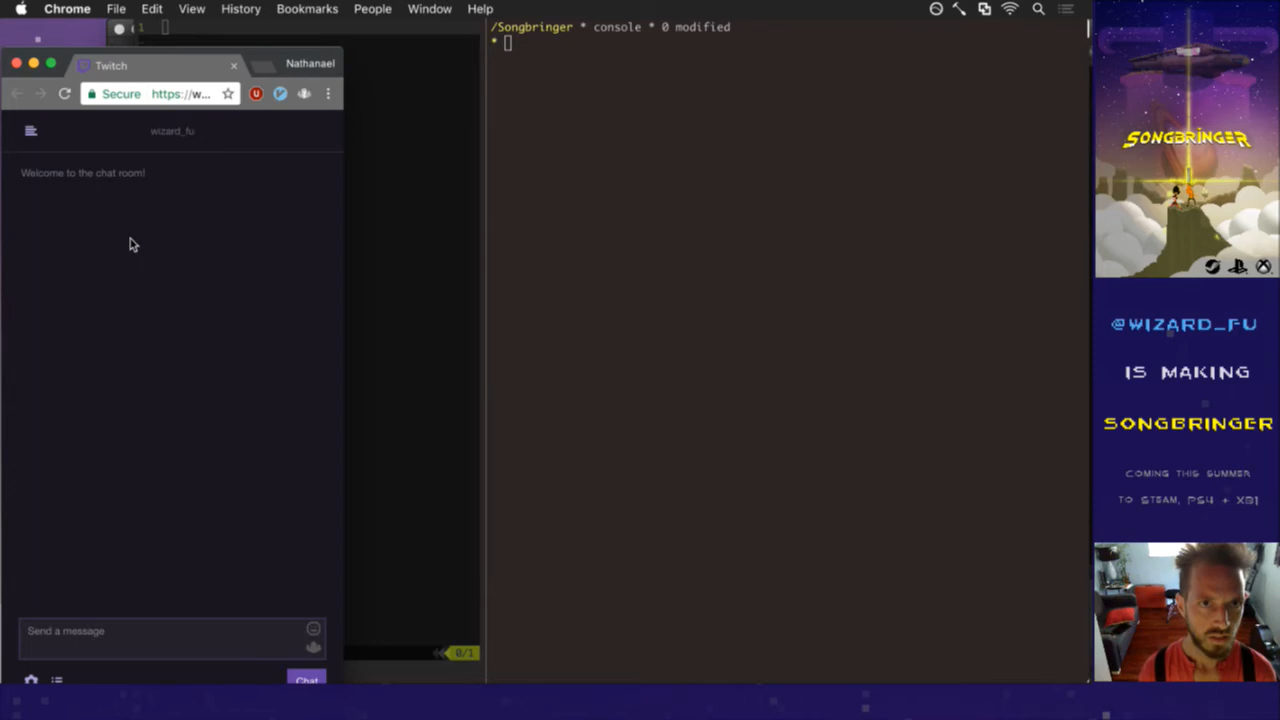 Chrome File Edit View History Bookmarks People Window Help
1
/Songbringer * console * 0 modified
*
Twitch
Nathanael
Secure https://w...
wizard_fu
Welcome to the chat room!
Send a message
Chat
0/1
SONGBRINGER
@WIZARD_FU
IS MAKING
SONGBRINGER
COMING THIS SUMMER
TO STEAM, PS4 + XB1